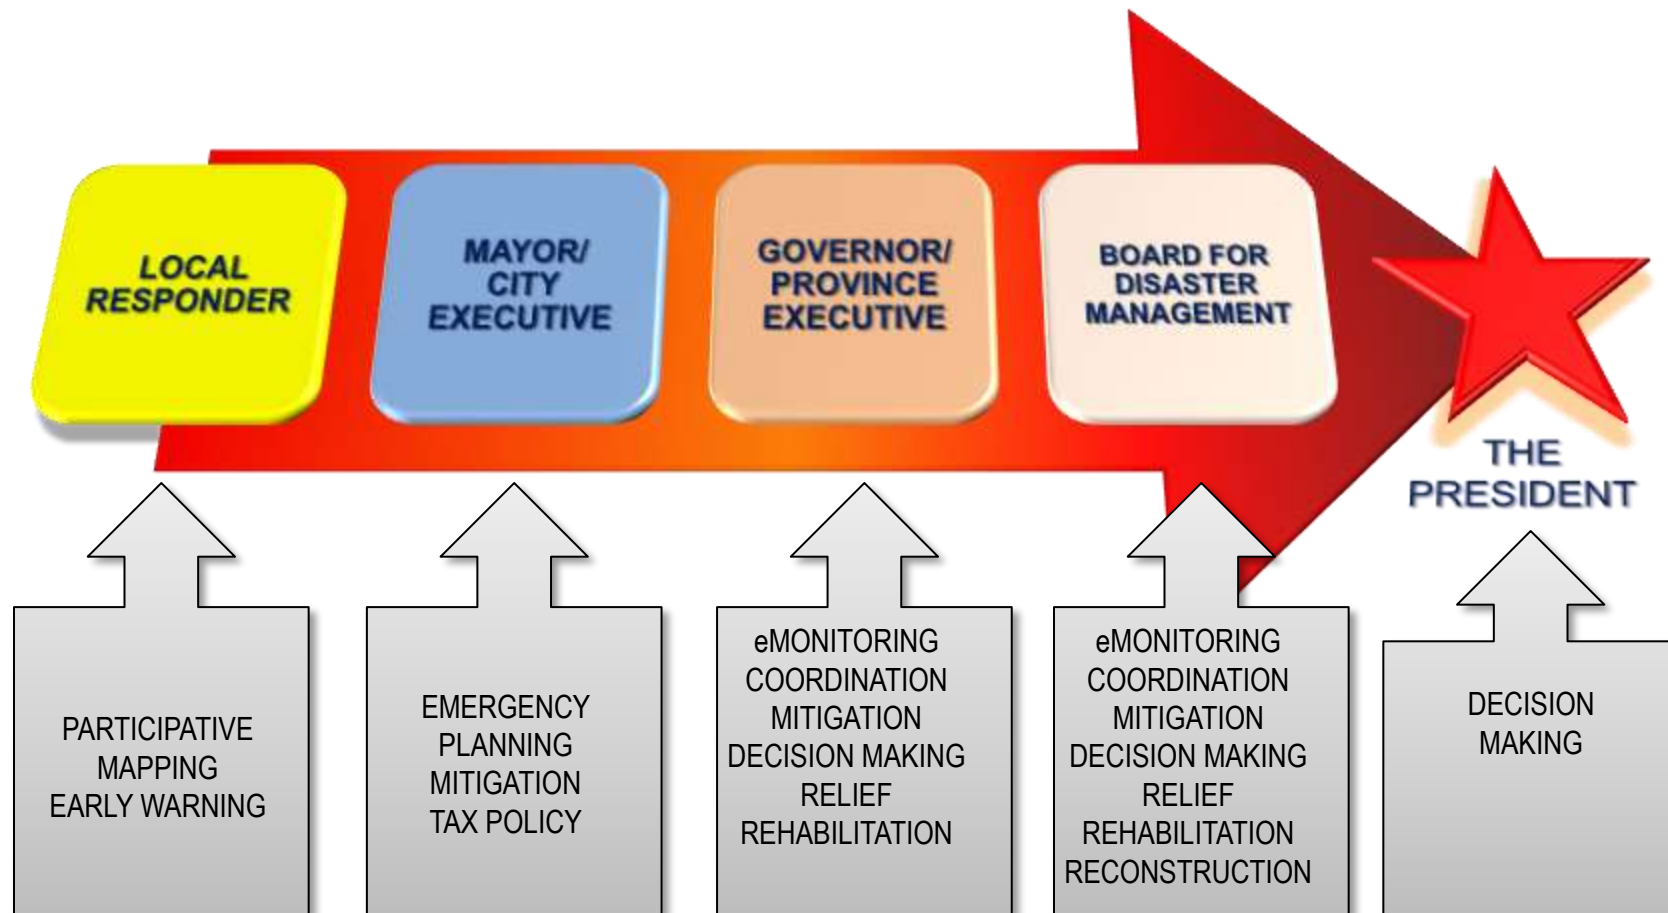 LOCAL
RESPONDER
MAYOR/
CITY
EXECUTIVE
GOVERNOR/
PROVINCE
EXECUTIVE
BOARD FOR
DISASTER
MANAGEMENT
THE
PRESIDENT
PARTICIPATIVE
MAPPING
EARLY WARNING
EMERGENCY
PLANNING
MITIGATION
TAX POLICY
eMONITORING
COORDINATION
MITIGATION
DECISION MAKING
RELIEF
REHABILITATION
eMONITORING
COORDINATION
MITIGATION
DECISION MAKING
RELIEF
REHABILITATION
RECONSTRUCTION
DECISION
MAKING